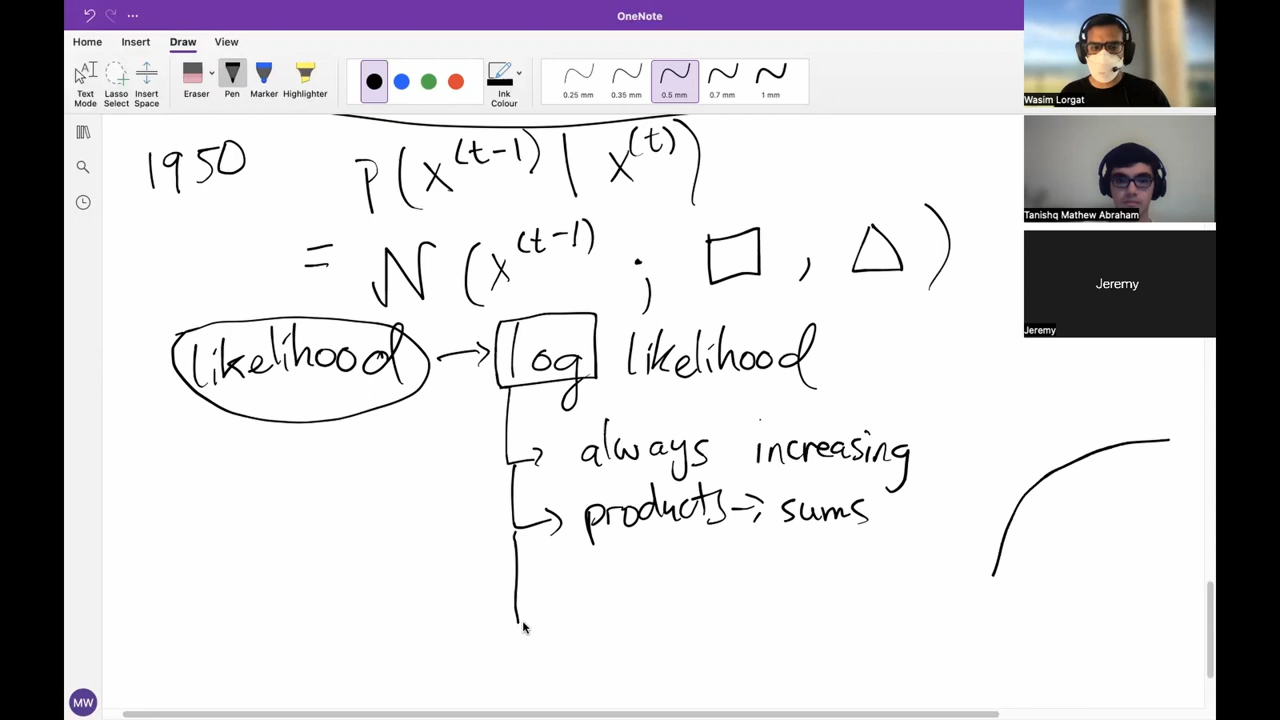 OneNote
Home Insert Draw View
Text Mode Lasso Select Insert Space Eraser Pen Marker Highlighter Ink Colour 0.25 mm 0.35 mm 0.5 mm 0.7 mm 1 mm
1950 P(x^(t-1) | x^(t))
= N(x^(t-1) ; □, △)
likelihood → log likelihood
→ always increasing
→ products → sums
MW
Wasim Lorgat
Tanishq Mathew Abraham
Jeremy
Jeremy